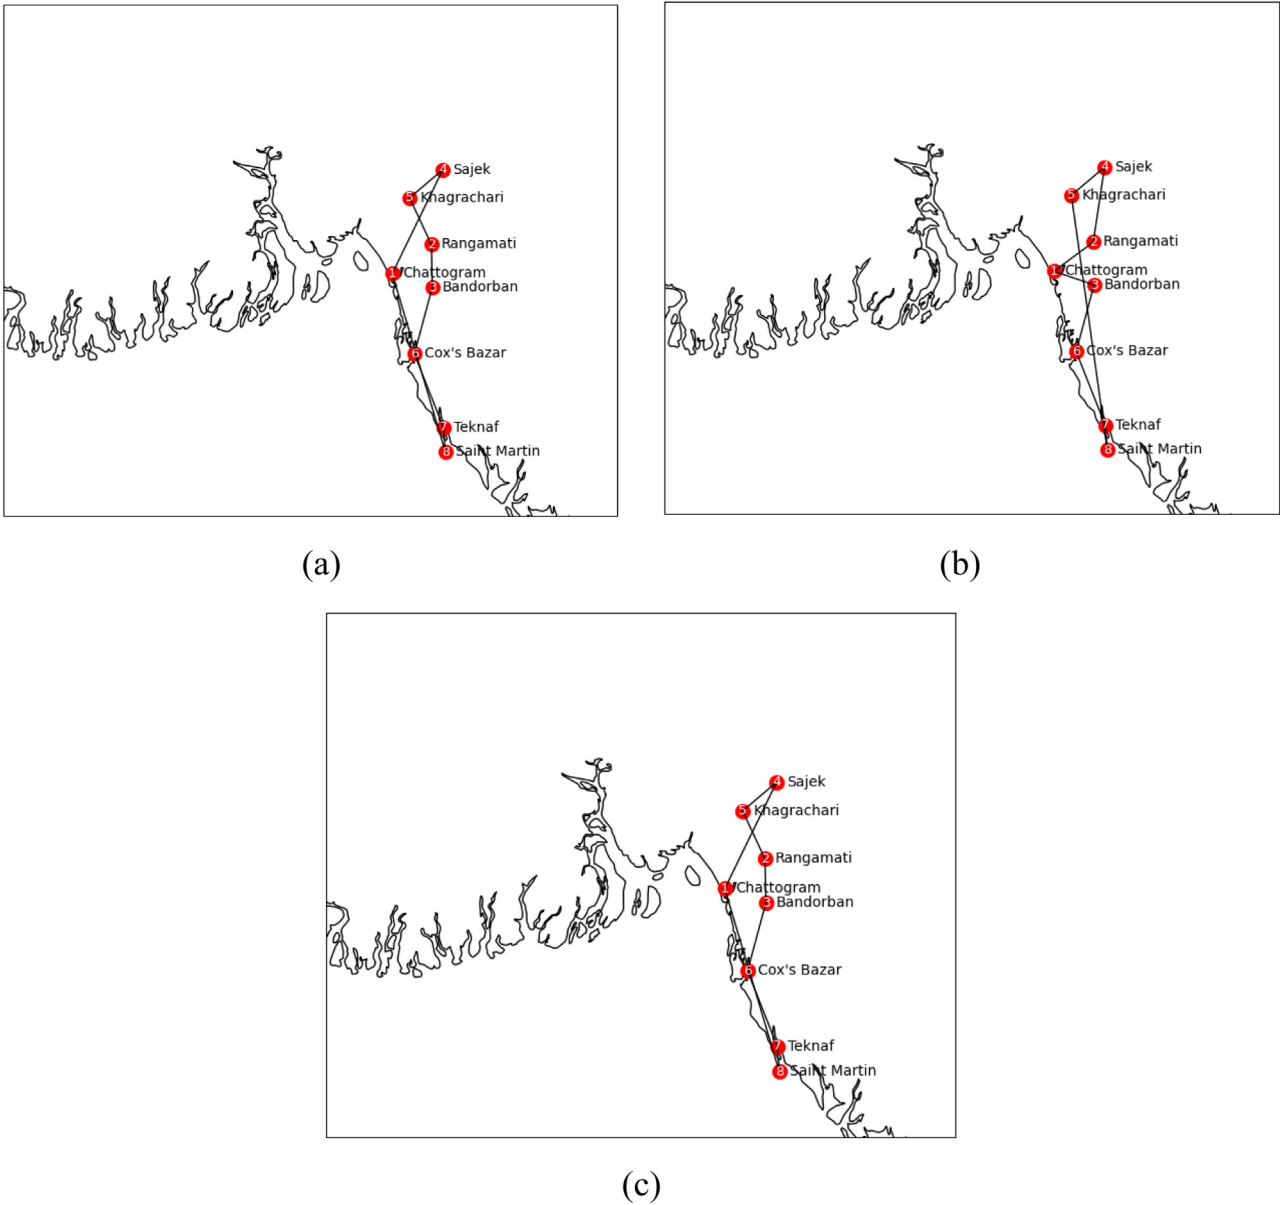 4 Sajek
5 Khagrachari
2 Rangamati
1 Chattogram
3 Bandorban
6 Cox's Bazar
7 Teknaf
8 Saint Martin
(a)
4 Sajek
5 Khagrachari
2 Rangamati
1 Chattogram
3 Bandorban
6 Cox's Bazar
7 Teknaf
8 Saint Martin
(b)
4 Sajek
5 Khagrachari
2 Rangamati
1 Chattogram
3 Bandorban
6 Cox's Bazar
7 Teknaf
8 Saint Martin
(c)